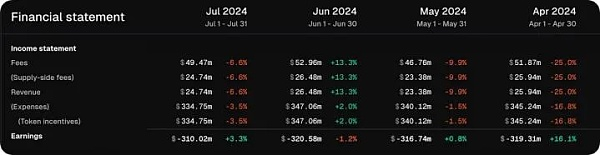 Financial statement Jul 2024 Jun 2024 May 2024 Apr 2024
Jul 1 - Jul 31 Jun 1 - Jun 30 May 1 - May 31 Apr 1 - Apr 30
Income statement
Fees $49.47m -6.6% $52.96m +13.3% $46.76m -9.9% $51.87m -25.0%
(Supply-side fees) $24.74m -6.6% $26.48m +13.3% $23.38m -9.9% $25.94m -25.0%
Revenue $24.74m -6.6% $26.48m +13.3% $23.38m -9.9% $25.94m -25.0%
(Expenses) $334.75m -3.5% $347.06m +2.0% $340.12m -1.5% $345.24m -16.8%
(Token incentives) $334.75m -3.5% $347.06m +2.0% $340.12m -1.5% $345.24m -16.8%
Earnings $-310.02m +3.3% $-320.58m -1.2% $-316.74m +0.8% $-319.31m +16.1%